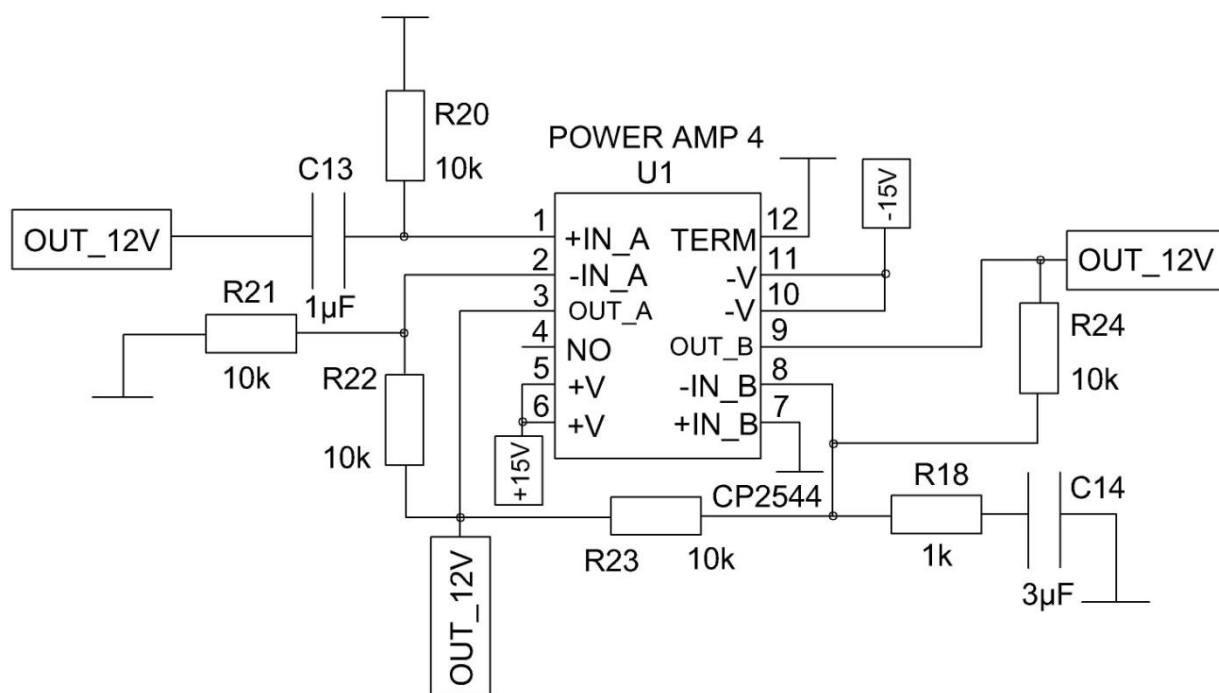 R20
10k
C13
1µF
OUT_12V
POWER AMP 4
U1
1
+IN_A
2
-IN_A
3
OUT_A
4
NO
5
+V
6
+V
TERM
12
-V
11
-V
10
OUT_B
9
-IN_B
8
+IN_B
7
-15V
OUT_12V
R24
10k
R21
10k
R22
10k
+15V
CP2544
R23
10k
R18
1k
C14
3µF
OUT_12V